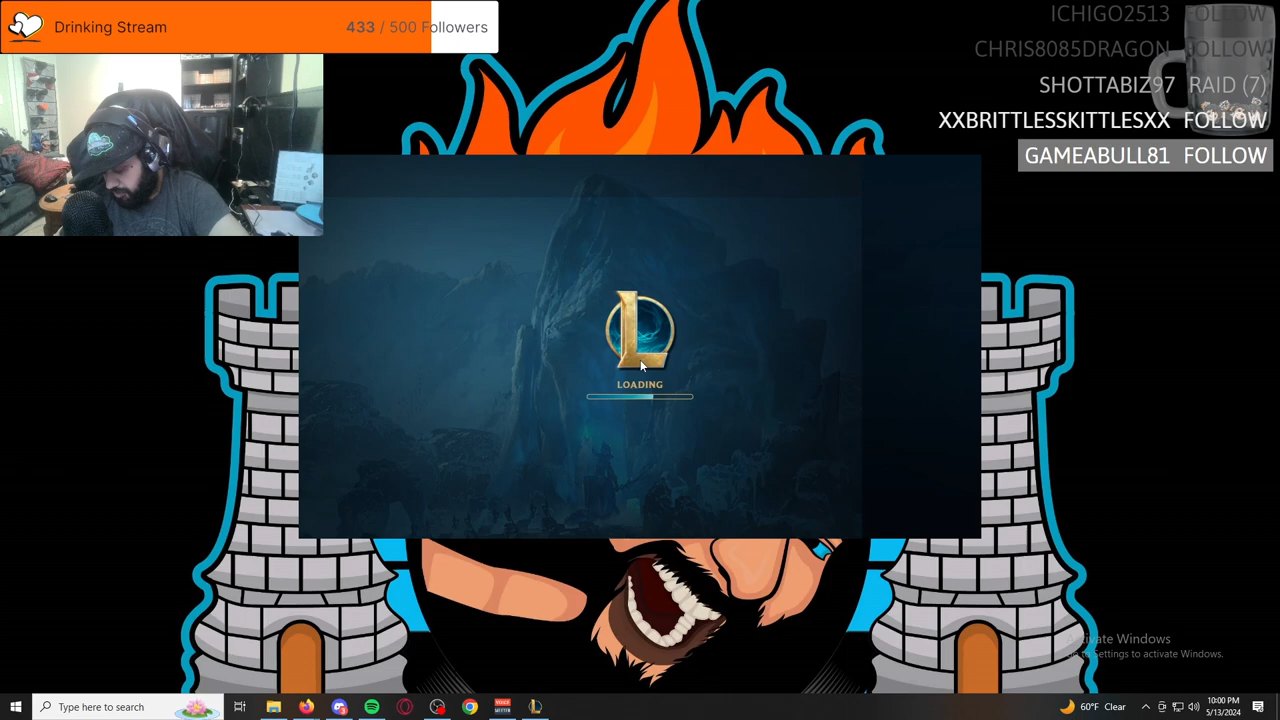 Drinking Stream
433 / 500 Followers
ICHIGO2513 FOLLOW
CHRIS8085DRAGON FOLLOW
SHOTTABIZ97 RAID (7)
XXBRITTLESSKITTLESXX FOLLOW
GAMEABULL81 FOLLOW
LOADING
Activate Windows
Go to Settings to activate Windows.
Type here to search
60°F Clear
10:00 PM
5/13/2024